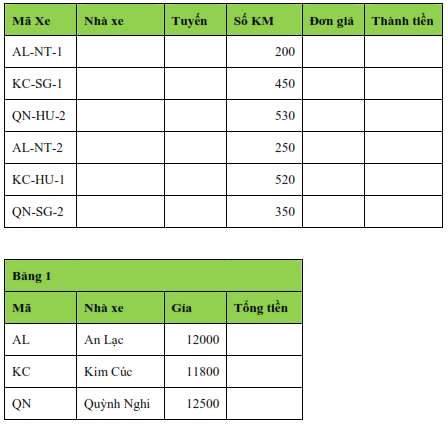 Mã Xe Nhà xe Tuyến Số KM Đơn giá Thành tiền
AL-NT-1 200
KC-SG-1 450
QN-HU-2 530
AL-NT-2 250
KC-HU-1 520
QN-SG-2 350
Bảng 1
Mã Nhà xe Gía Tổng tiền
AL An Lạc 12000
KC Kim Cúc 11800
QN Quỳnh Nghi 12500